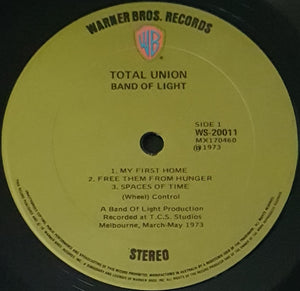 WARNER BROS. RECORDS
WB
TOTAL UNION
BAND OF LIGHT
SIDE 1
WS-20011
MX170460
Ⓟ1973
1. MY FIRST HOME
2. FREE THEM FROM HUNGER
3. SPACES OF TIME
(Wheel) Control
A Band Of Light Production
Recorded at T.C.S. Studios
Melbourne, March-May 1973
STEREO